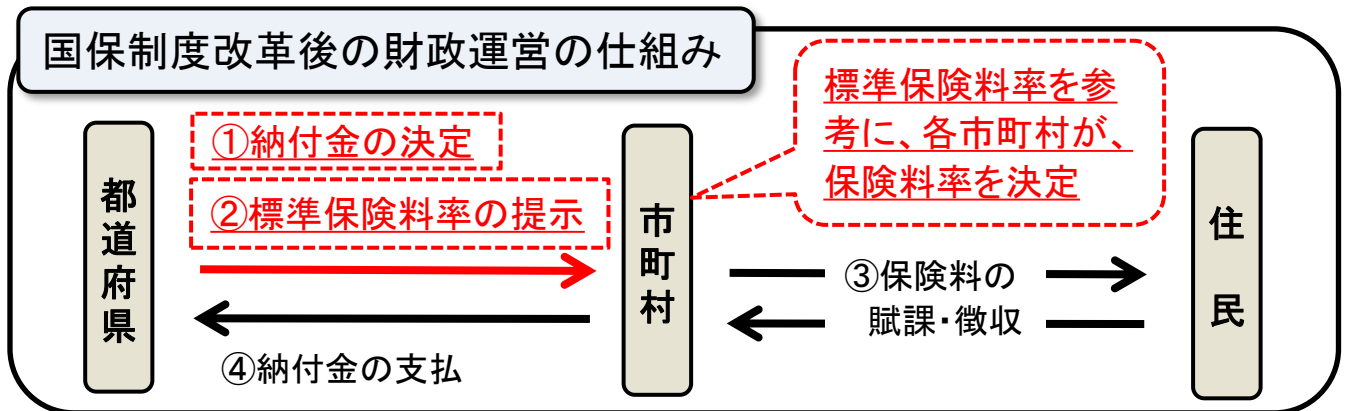 国保制度改革後の財政運営の仕組み
都道府県
①納付金の決定
②標準保険料率の提示
④納付金の支払
市町村
標準保険料率を参
考に、各市町村が、
保険料率を決定
③保険料の
賦課・徴収
住民